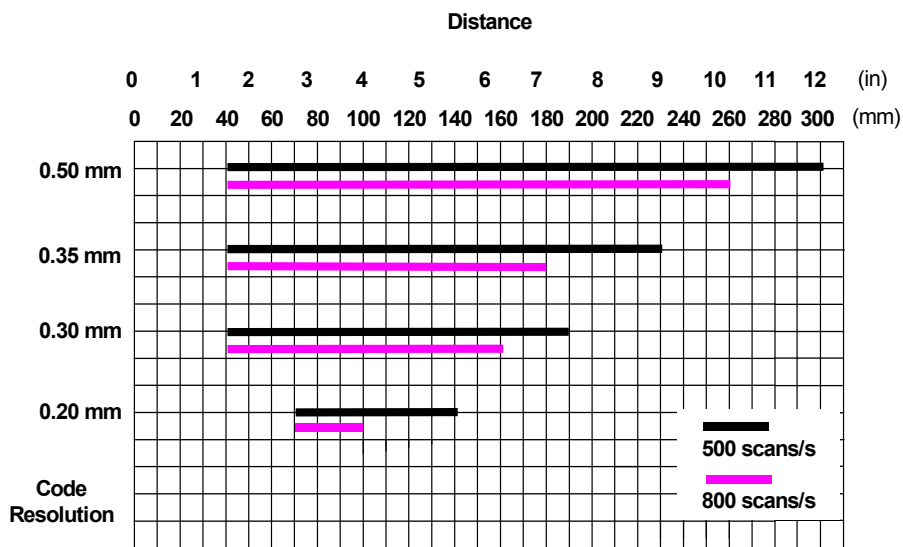 Distance
0 1 2 3 4 5 6 7 8 9 10 11 12 (in)
0 20 40 60 80 100 120 140 160 180 200 220 240 260 280 300 (mm)
0.50 mm
0.35 mm
0.30 mm
0.20 mm
500 scans/s
800 scans/s
Code
Resolution